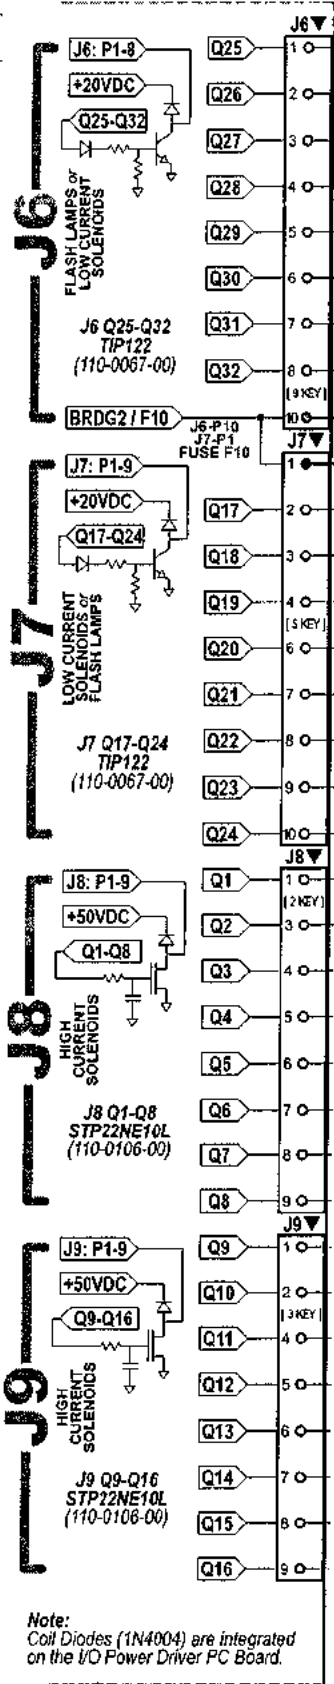 J6▼
J6: P1-8
+20VDC
Q25-Q32
J6
FLASH LAMPS or
LOW CURRENT
SOLENOIDS
J6 Q25-Q32
TIP122
(110-0067-00)
Q25 1
Q26 2
Q27 3
Q28 4
Q29 5
Q30 6
Q31 7
Q32 8
[9 KEY]
BRDG2 / F10 10
J6-P10
J7-P1
FUSE F10
J7▼
J7: P1-9
+20VDC
Q17-Q24
J7
LOW CURRENT
SOLENOIDS or
FLASH LAMPS
J7 Q17-Q24
TIP122
(110-0067-00)
1
Q17 2
Q18 3
Q19 4
[5 KEY]
Q20 6
Q21 7
Q22 8
Q23 9
Q24 10
J8▼
J8: P1-9
+50VDC
Q1-Q8
J8
HIGH
CURRENT
SOLENOIDS
J8 Q1-Q8
STP22NE10L
(110-0106-00)
Q1 1
[2 KEY]
Q2 3
Q3 4
Q4 5
Q5 6
Q6 7
Q7 8
Q8 9
J9▼
J9: P1-9
+50VDC
Q9-Q16
J9
HIGH
CURRENT
SOLENOIDS
J9 Q9-Q16
STP22NE10L
(110-0106-00)
Q9 1
Q10 2
[3 KEY]
Q11 4
Q12 5
Q13 6
Q14 7
Q15 8
Q16 9
Note:
Coil Diodes (1N4004) are integrated
on the I/O Power Driver PC Board.